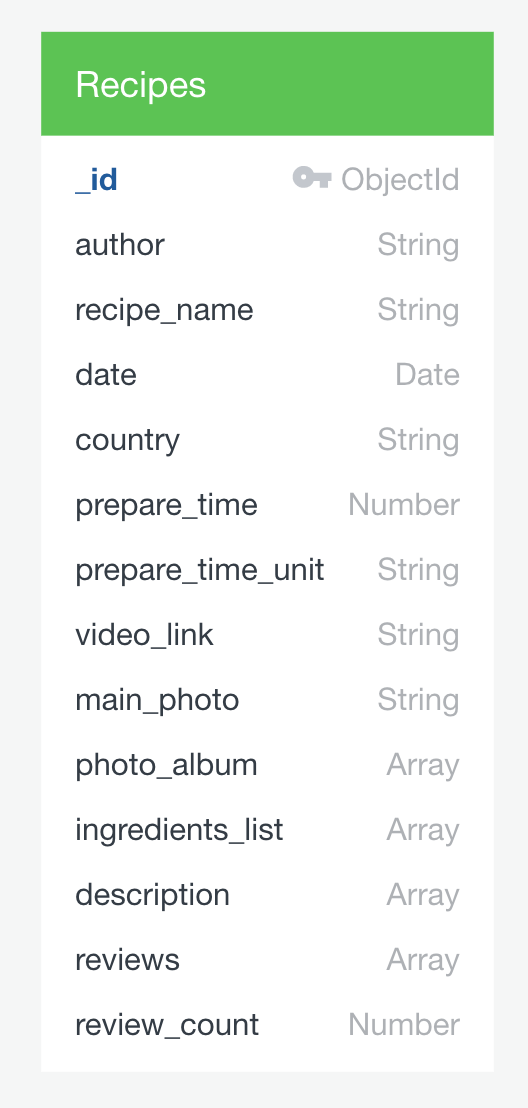 Recipes
_id ObjectId
author String
recipe_name String
date Date
country String
prepare_time Number
prepare_time_unit String
video_link String
main_photo String
photo_album Array
ingredients_list Array
description Array
reviews Array
review_count Number